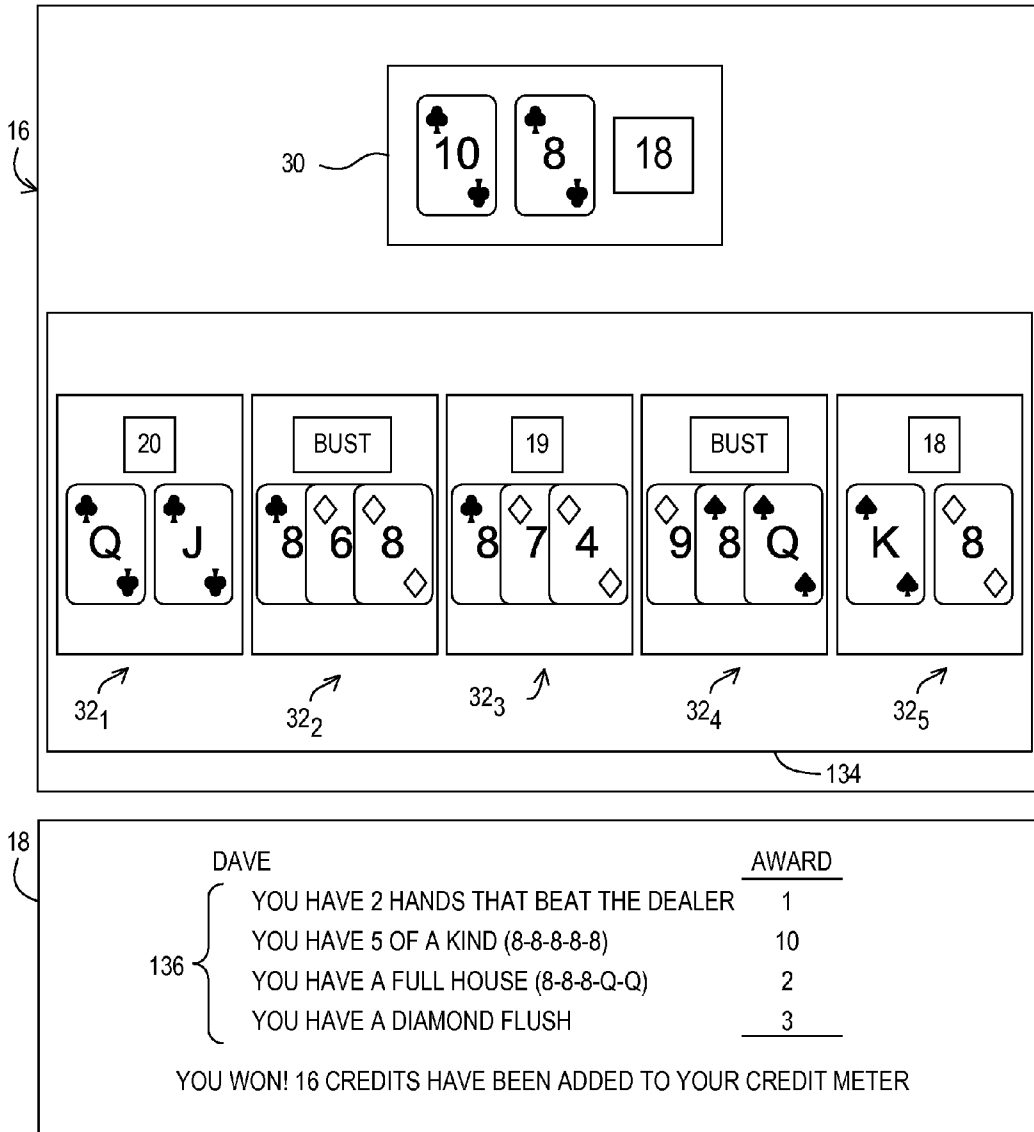 16
30
10 8 18
20 BUST 19 BUST 18
Q J 8 6 8 8 7 4 9 8 Q K 8
32₁ 32₂ 32₃ 32₄ 32₅
134
18
DAVE AWARD
YOU HAVE 2 HANDS THAT BEAT THE DEALER 1
YOU HAVE 5 OF A KIND (8-8-8-8-8) 10
136
YOU HAVE A FULL HOUSE (8-8-8-Q-Q) 2
YOU HAVE A DIAMOND FLUSH 3
YOU WON! 16 CREDITS HAVE BEEN ADDED TO YOUR CREDIT METER